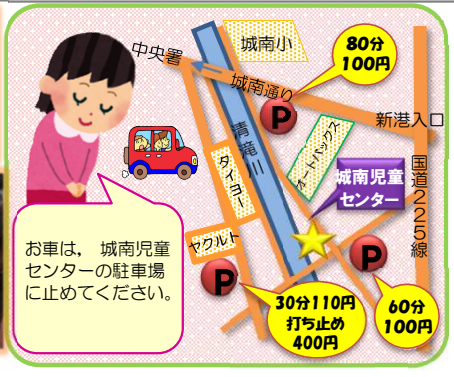 中央署
城南小
80分
100円
城南通り
P
新港入口
清滝川
オートバックス
タイヨー
城南児童
センター
国道225線
ヤクルト
P
P
30分110円
打ち止め
400円
60分
100円
お車は， 城南児童
センターの駐車場
に止めてください。